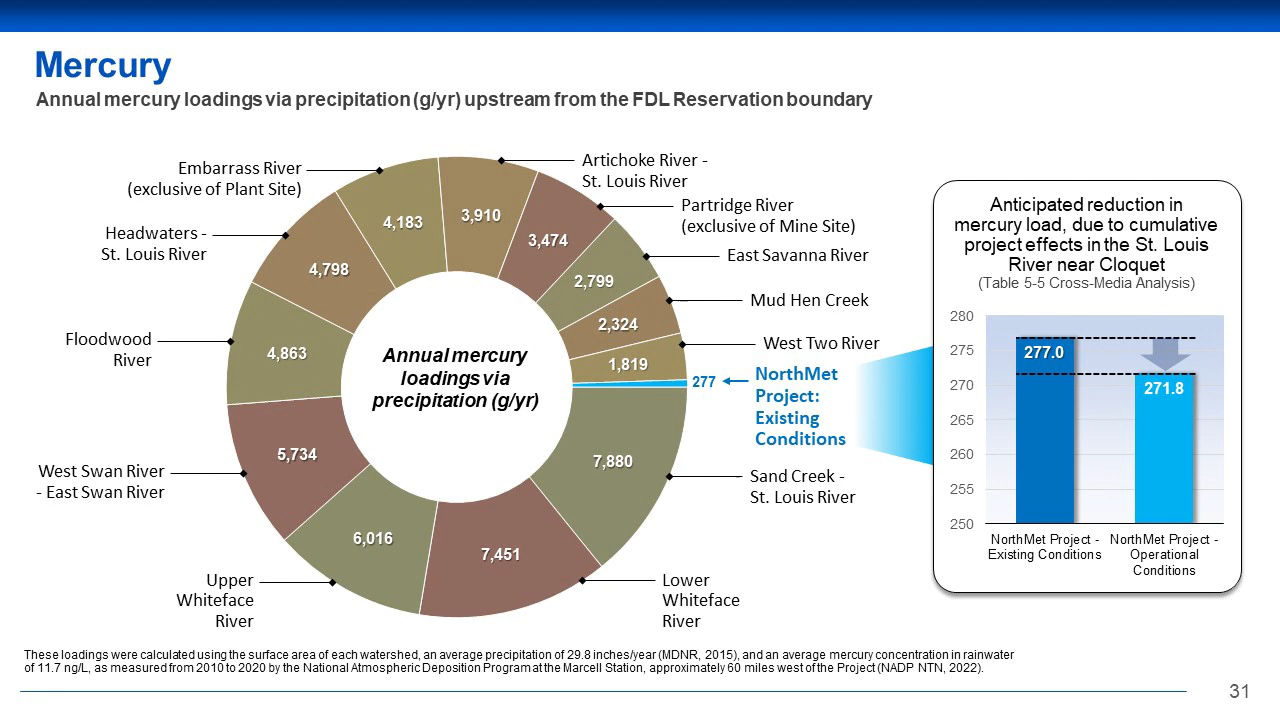 Mercury
Annual mercury loadings via precipitation (g/yr) upstream from the FDL Reservation boundary
Embarrass River
(exclusive of Plant Site)
Headwaters -
St. Louis River
Floodwood
River
West Swan River
- East Swan River
Upper
Whiteface
River
Artichoke River -
St. Louis River
Partridge River
(exclusive of Mine Site)
East Savanna River
Mud Hen Creek
West Two River
NorthMet
Project:
Existing
Conditions
Sand Creek -
St. Louis River
Lower
Whiteface
River
4,183
3,910
3,474
2,799
2,324
1,819
277
7,880
7,451
6,016
5,734
4,863
4,798
Annual mercury
loadings via
precipitation (g/yr)
Anticipated reduction in
mercury load, due to cumulative
project effects in the St. Louis
River near Cloquet
(Table 5-5 Cross-Media Analysis)
280
275
270
265
260
255
250
277.0
271.8
NorthMet Project -
Existing Conditions
NorthMet Project -
Operational
Conditions
These loadings were calculated using the surface area of each watershed, an average precipitation of 29.8 inches/year (MDNR, 2015), and an average mercury concentration in rainwater
of 11.7 ng/L, as measured from 2010 to 2020 by the National Atmospheric Deposition Program at the Marcell Station, approximately 60 miles west of the Project (NADP NTN, 2022).
31